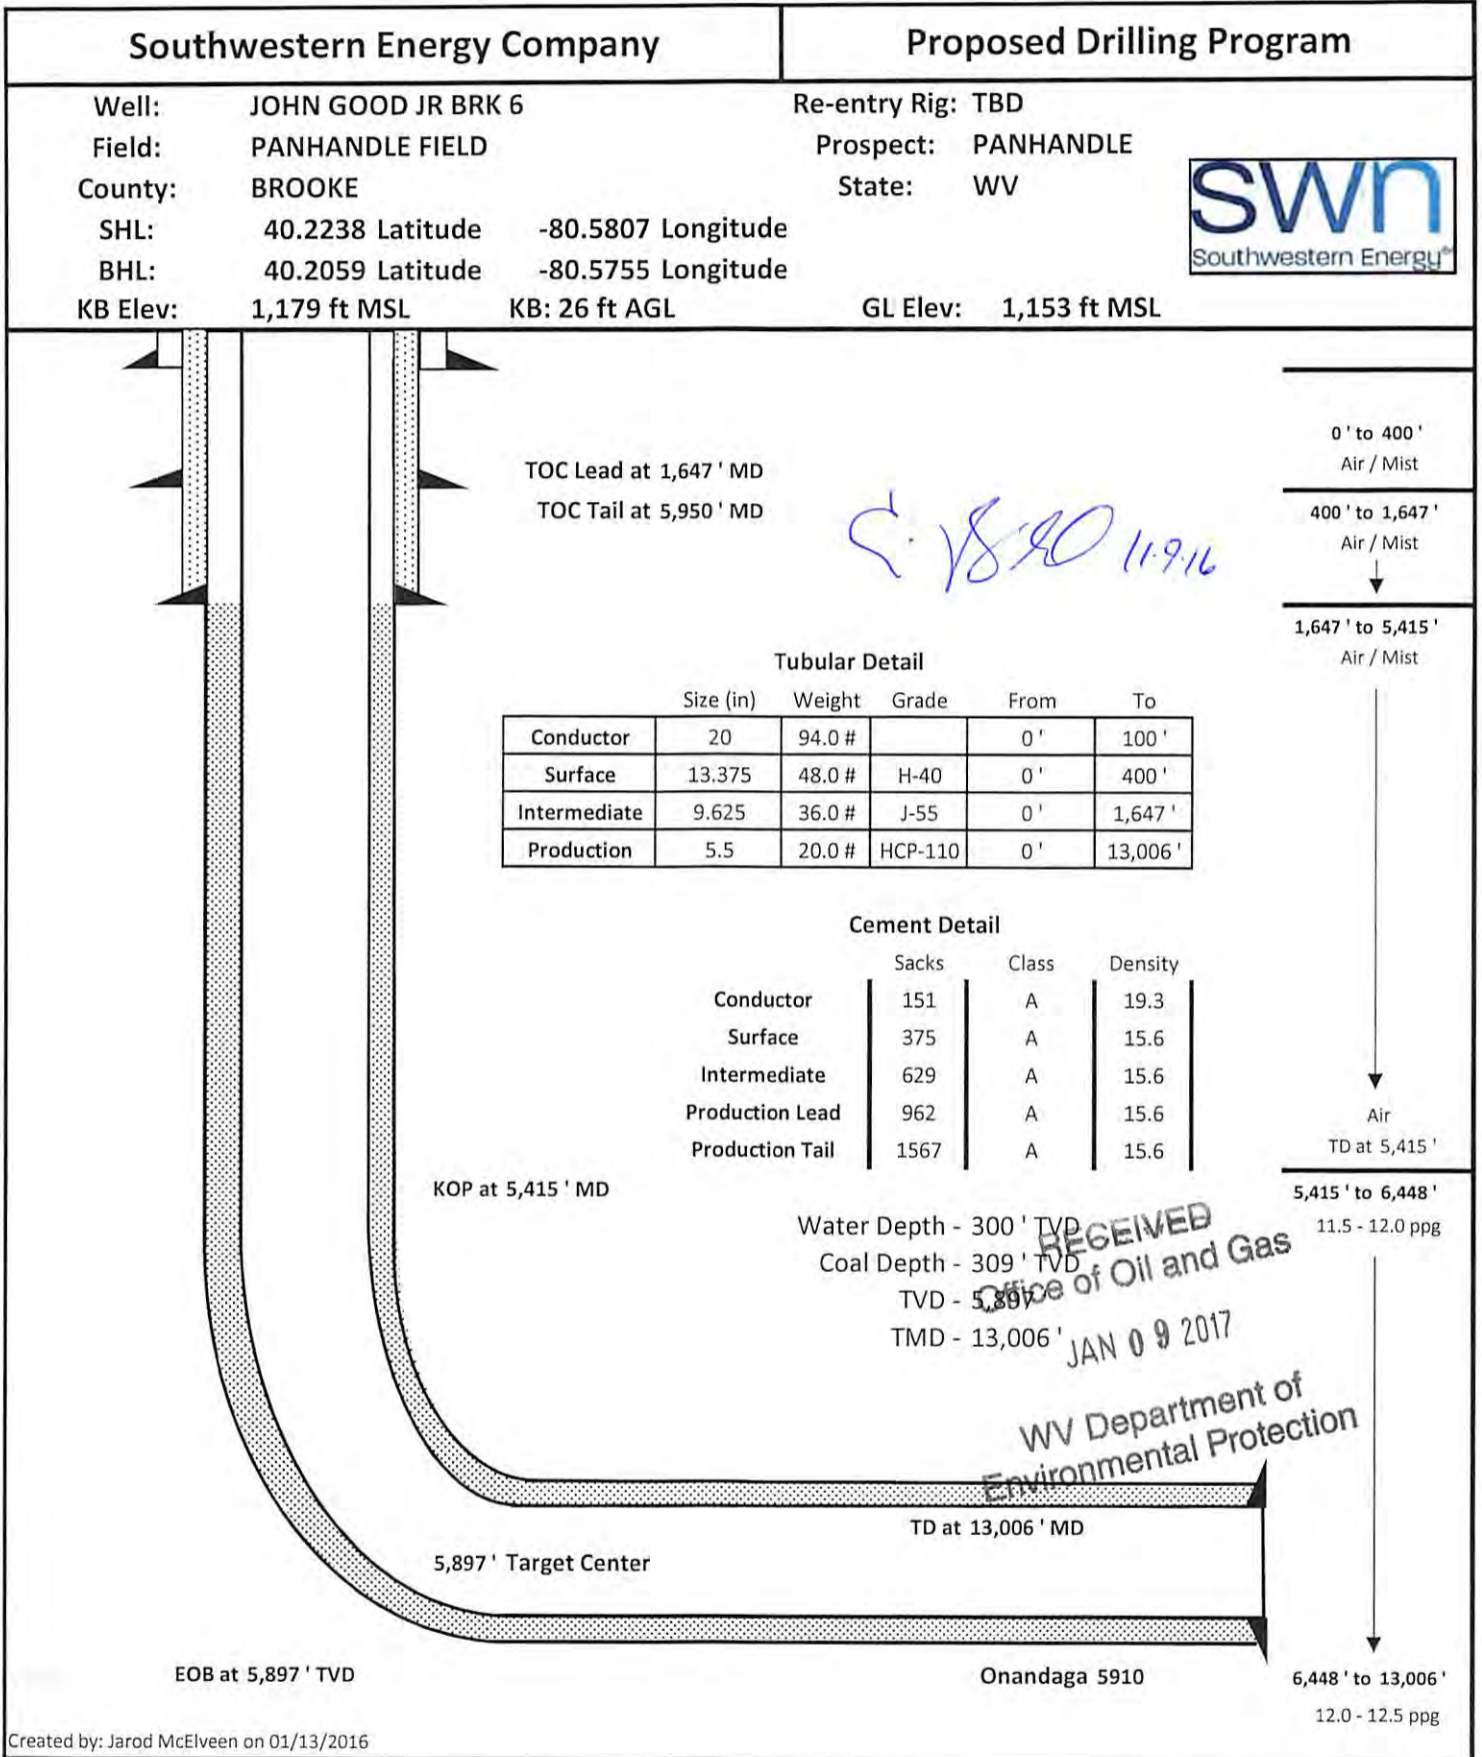 Southwestern Energy Company
Proposed Drilling Program
Well: JOHN GOOD JR BRK 6
Re-entry Rig: TBD
Field: PANHANDLE FIELD
Prospect: PANHANDLE
County: BROOKE
State: WV
SHL: 40.2238 Latitude -80.5807 Longitude
BHL: 40.2059 Latitude -80.5755 Longitude
KB Elev: 1,179 ft MSL KB: 26 ft AGL GL Elev: 1,153 ft MSL
swn
Southwestern Energy®
0 ' to 400 '
Air / Mist
TOC Lead at 1,647 ' MD
TOC Tail at 5,950 ' MD
400 ' to 1,647 '
Air / Mist
11-9-16
1,647 ' to 5,415 '
Air / Mist
Tubular Detail
Size (in) Weight Grade From To
Conductor 20 94.0 # 0 ' 100 '
Surface 13.375 48.0 # H-40 0 ' 400 '
Intermediate 9.625 36.0 # J-55 0 ' 1,647 '
Production 5.5 20.0 # HCP-110 0 ' 13,006 '
Cement Detail
Sacks Class Density
Conductor 151 A 19.3
Surface 375 A 15.6
Intermediate 629 A 15.6
Production Lead 962 A 15.6
Production Tail 1567 A 15.6
Air
TD at 5,415 '
KOP at 5,415 ' MD
5,415 ' to 6,448 '
11.5 - 12.0 ppg
Water Depth - 300 ' TVD
Coal Depth - 309 ' TVD
TVD - 5,897 '
TMD - 13,006 '
RECEIVED
Office of Oil and Gas
JAN 09 2017
WV Department of
Environmental Protection
TD at 13,006 ' MD
5,897 ' Target Center
EOB at 5,897 ' TVD
Onandaga 5910
6,448 ' to 13,006 '
12.0 - 12.5 ppg
Created by: Jarod McElveen on 01/13/2016